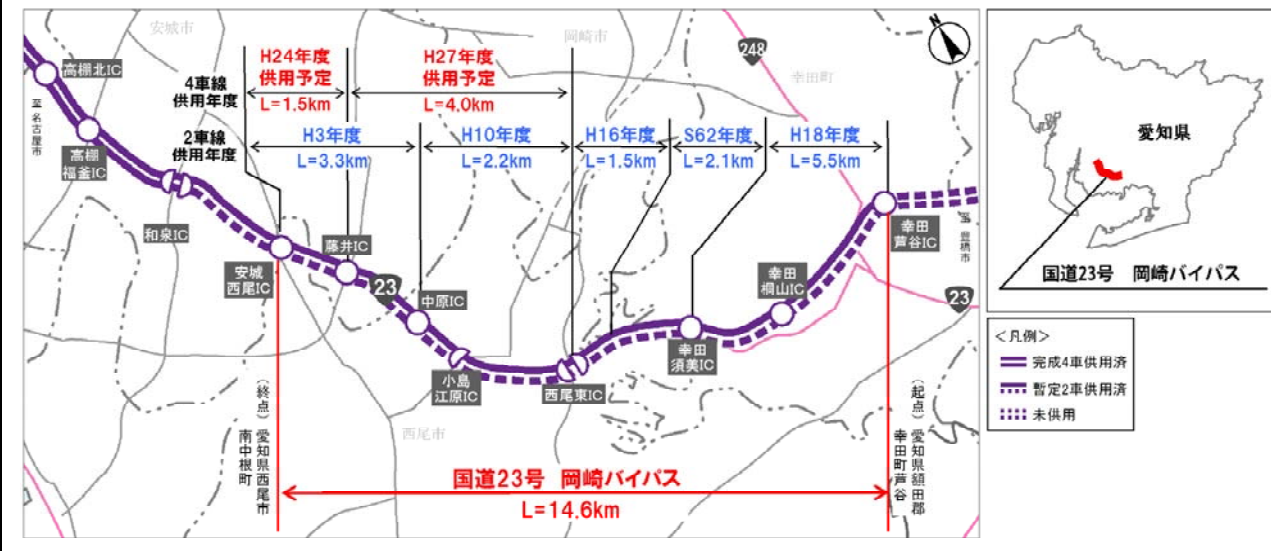 安城市
岡崎市
幸田町
西尾市
N
248
H24年度
供用予定
L=1.5km
H27年度
供用予定
L=4.0km
4車線
供用年度
2車線
供用年度
H3年度
L=3.3km
H10年度
L=2.2km
H16年度
L=1.5km
S62年度
L=2.1km
H18年度
L=5.5km
高棚北IC
至名古屋市
高棚
福釜IC
和泉IC
安城
西尾IC
藤井IC
23
中原IC
小島
江原IC
西尾東IC
幸田
須美IC
幸田
桐山IC
幸田
芦谷IC
至豊橋市
23
(終点)愛知県西尾市
南中根町
(起点)愛知県額田郡
幸田町芦谷
国道23号 岡崎バイパス
L=14.6km
愛知県
国道23号 岡崎バイパス
<凡例>
完成4車供用済
暫定2車供用済
未供用